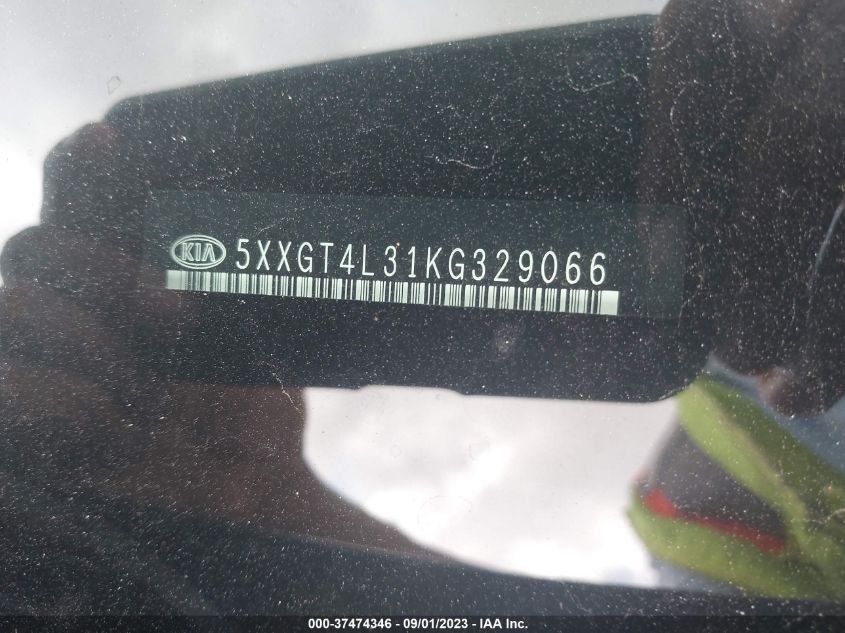 KIA 5XXGT4L31KG329066
000-37474346 - 09/01/2023 - IAA Inc.